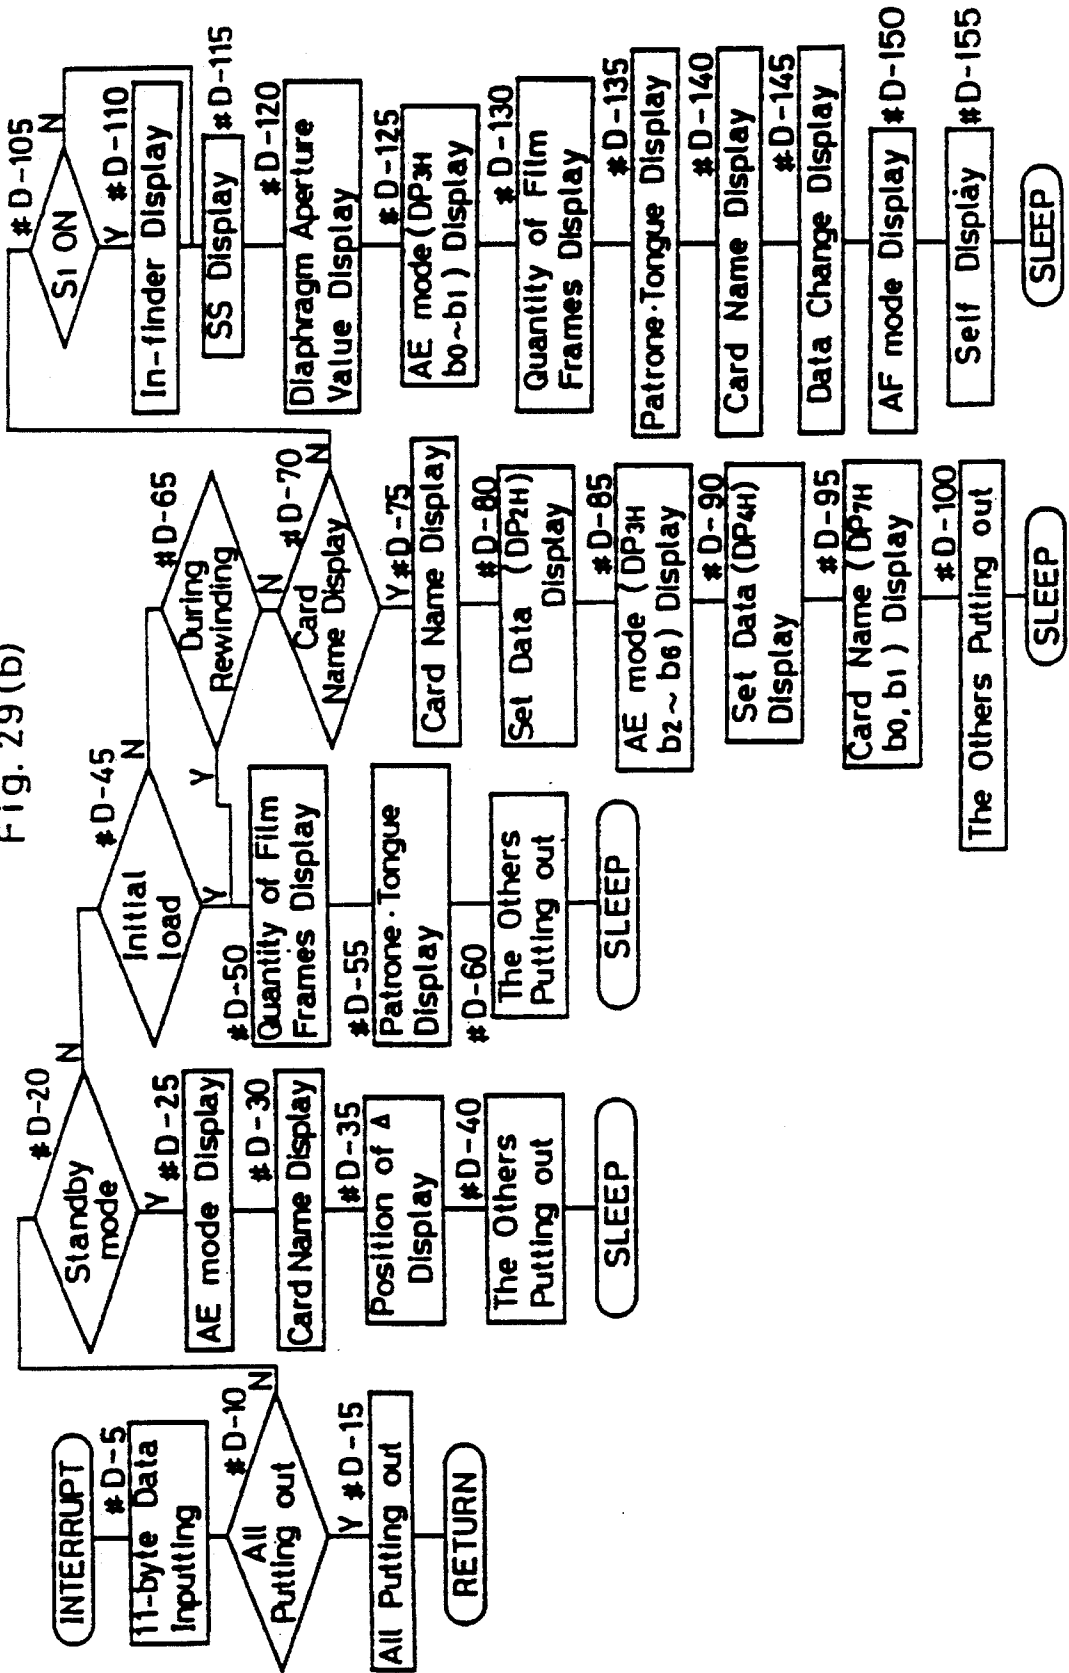 Fig. 29(b)
INTERRUPT
#D-5
11-byte Data
Inputting
#D-10
All
Putting out
N
Y
#D-15
All Putting out
RETURN
#D-20
Standby
mode
N
Y
#D-25
AE mode Display
#D-30
Card Name Display
#D-35
Position of Δ
Display
#D-40
The Others
Putting out
SLEEP
#D-45
Initial
load
N
Y
#D-50
Quantity of Film
Frames Display
#D-55
Patrone·Tongue
Display
#D-60
The Others
Putting out
SLEEP
#D-65
During
Rewinding
Y
N
#D-70
Card
Name Display
N
Y
#D-75
Card Name Display
#D-80
Set Data (DP2H)
Display
#D-85
AE mode (DP3H
b2~b6) Display
#D-90
Set Data (DP4H)
Display
#D-95
Card Name (DP7H
b0, b1) Display
#D-100
The Others Putting out
SLEEP
#D-105
S1 ON
N
Y
#D-110
In-finder Display
#D-115
SS Display
#D-120
Diaphragm Aperture
Value Display
#D-125
AE mode (DP3H
b0~b1) Display
#D-130
Quantity of Film
Frames Display
#D-135
Patrone·Tongue Display
#D-140
Card Name Display
#D-145
Data Change Display
#D-150
AF mode Display
#D-155
Self Display
SLEEP